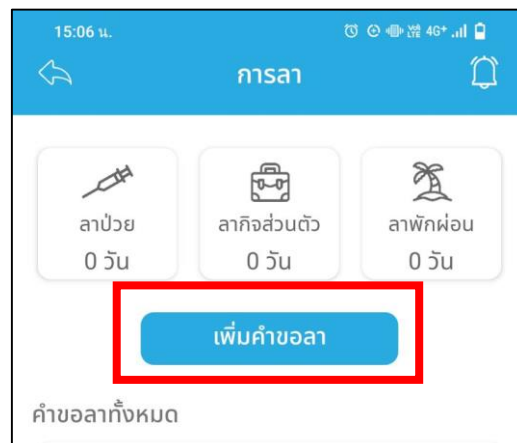 15:06 น. VoLTE 4G+
การลา
ลาป่วย ลากิจส่วนตัว ลาพักผ่อน
0 วัน 0 วัน 0 วัน
เพิ่มคำขอลา
คำขอลาทั้งหมด